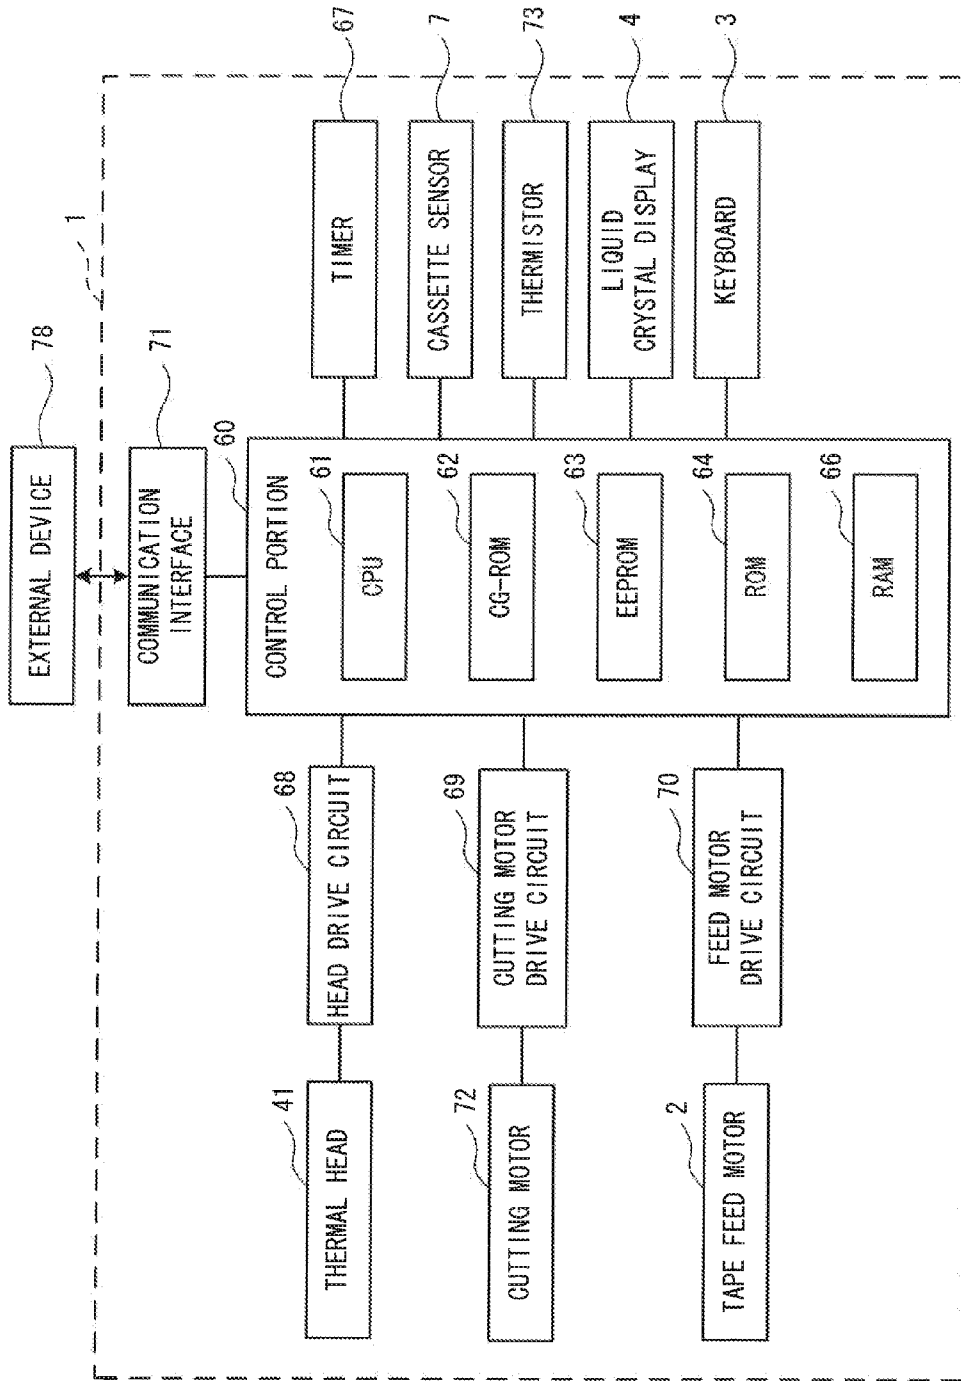 EXTERNAL DEVICE
78
1
COMMUNICATION
INTERFACE
71
60
CONTROL PORTION
CPU
61
CG-ROM
62
EEPROM
63
ROM
64
RAM
66
THERMAL HEAD
41
HEAD DRIVE CIRCUIT
68
TIMER
67
CASSETTE SENSOR
7
CUTTING MOTOR
72
CUTTING MOTOR
DRIVE CIRCUIT
69
THERMISTOR
73
LIQUID
CRYSTAL DISPLAY
4
TAPE FEED MOTOR
2
FEED MOTOR
DRIVE CIRCUIT
70
KEYBOARD
3